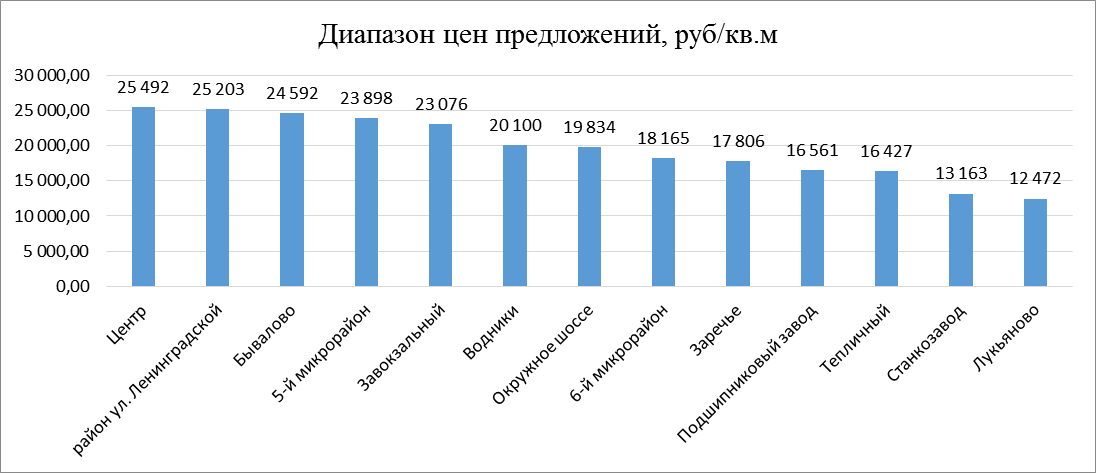 Диапазон цен предложений, руб/кв.м
30 000,00
25 000,00
20 000,00
15 000,00
10 000,00
5 000,00
0,00
25 492
25 203
24 592
23 898
23 076
20 100
19 834
18 165
17 806
16 561
16 427
13 163
12 472
Центр
район ул. Ленинградской
Бывалово
5-й микрорайон
Завокзальный
Водники
Окружное шоссе
6-й микрорайон
Заречье
Подшипниковый завод
Тепличный
Станкозавод
Лукьяново